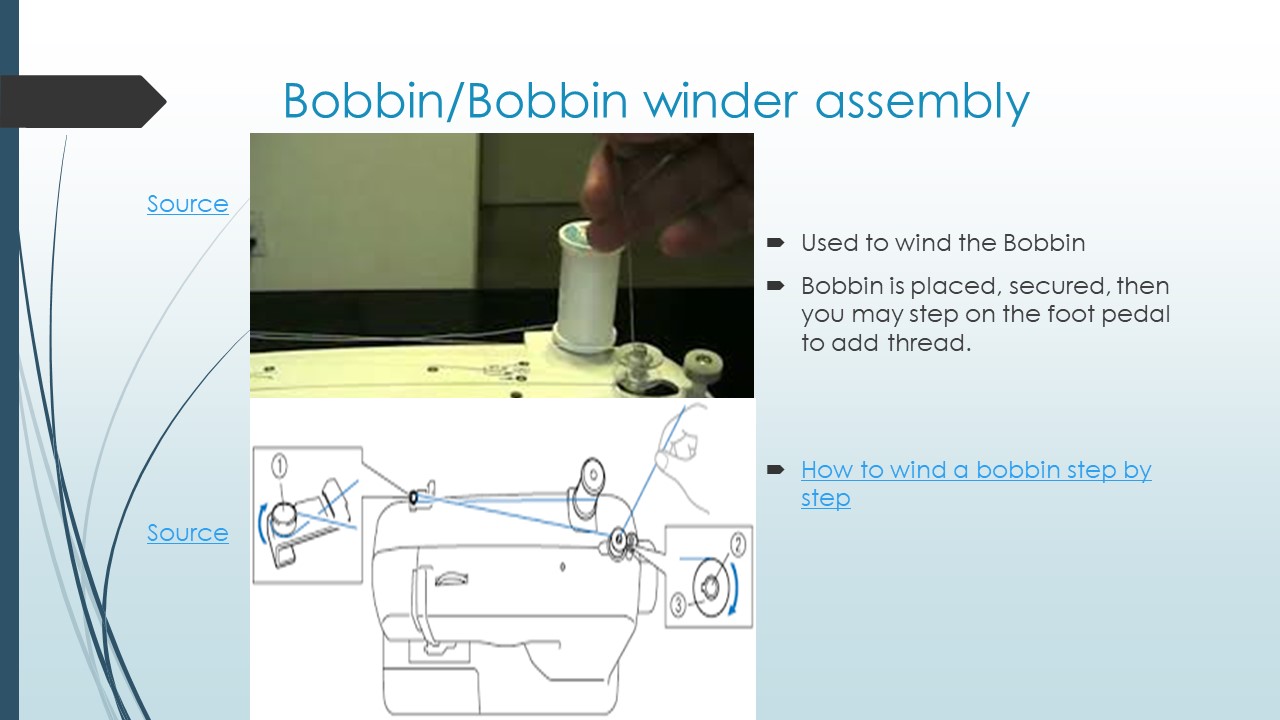 Bobbin/Bobbin winder assembly
Source
Used to wind the Bobbin
Bobbin is placed, secured, then
you may step on the foot pedal
to add thread.
How to wind a bobbin step by
step
Source
1
2
3